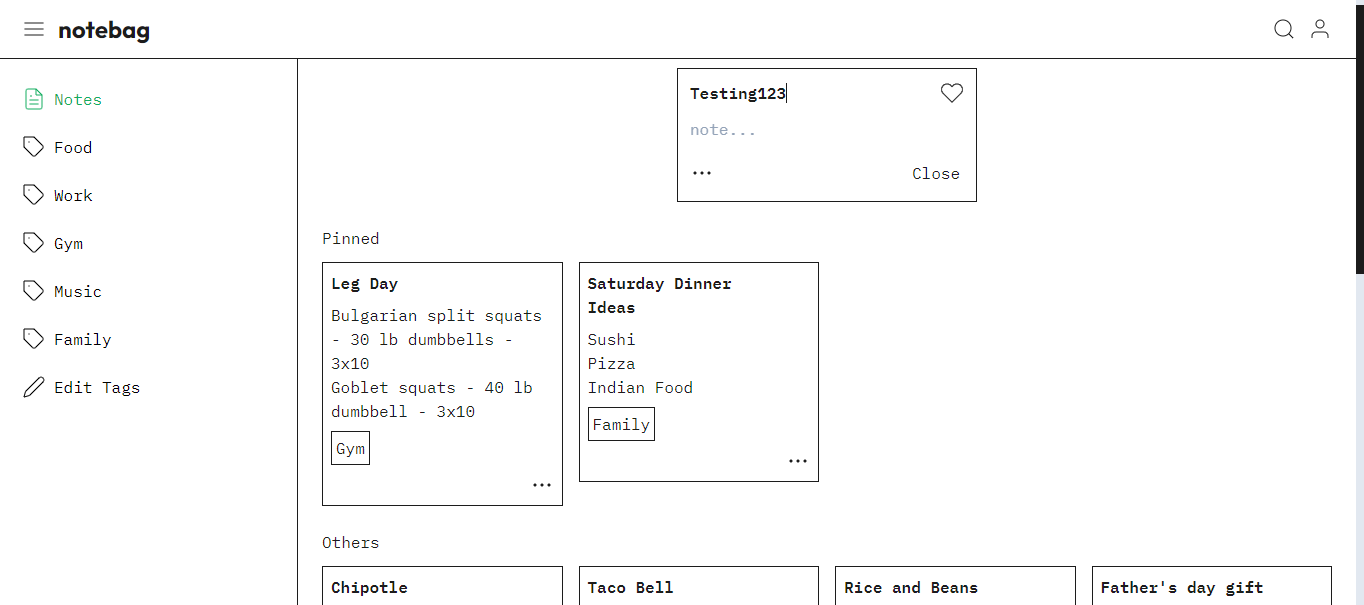 notebag
Notes
Food
Work
Gym
Music
Family
Edit Tags
Testing123
note...
Close
Pinned
Leg Day
Bulgarian split squats
- 30 lb dumbbells -
3x10
Goblet squats - 40 lb
dumbbell - 3x10
Gym
Saturday Dinner
Ideas
Sushi
Pizza
Indian Food
Family
Others
Chipotle
Taco Bell
Rice and Beans
Father's day gift